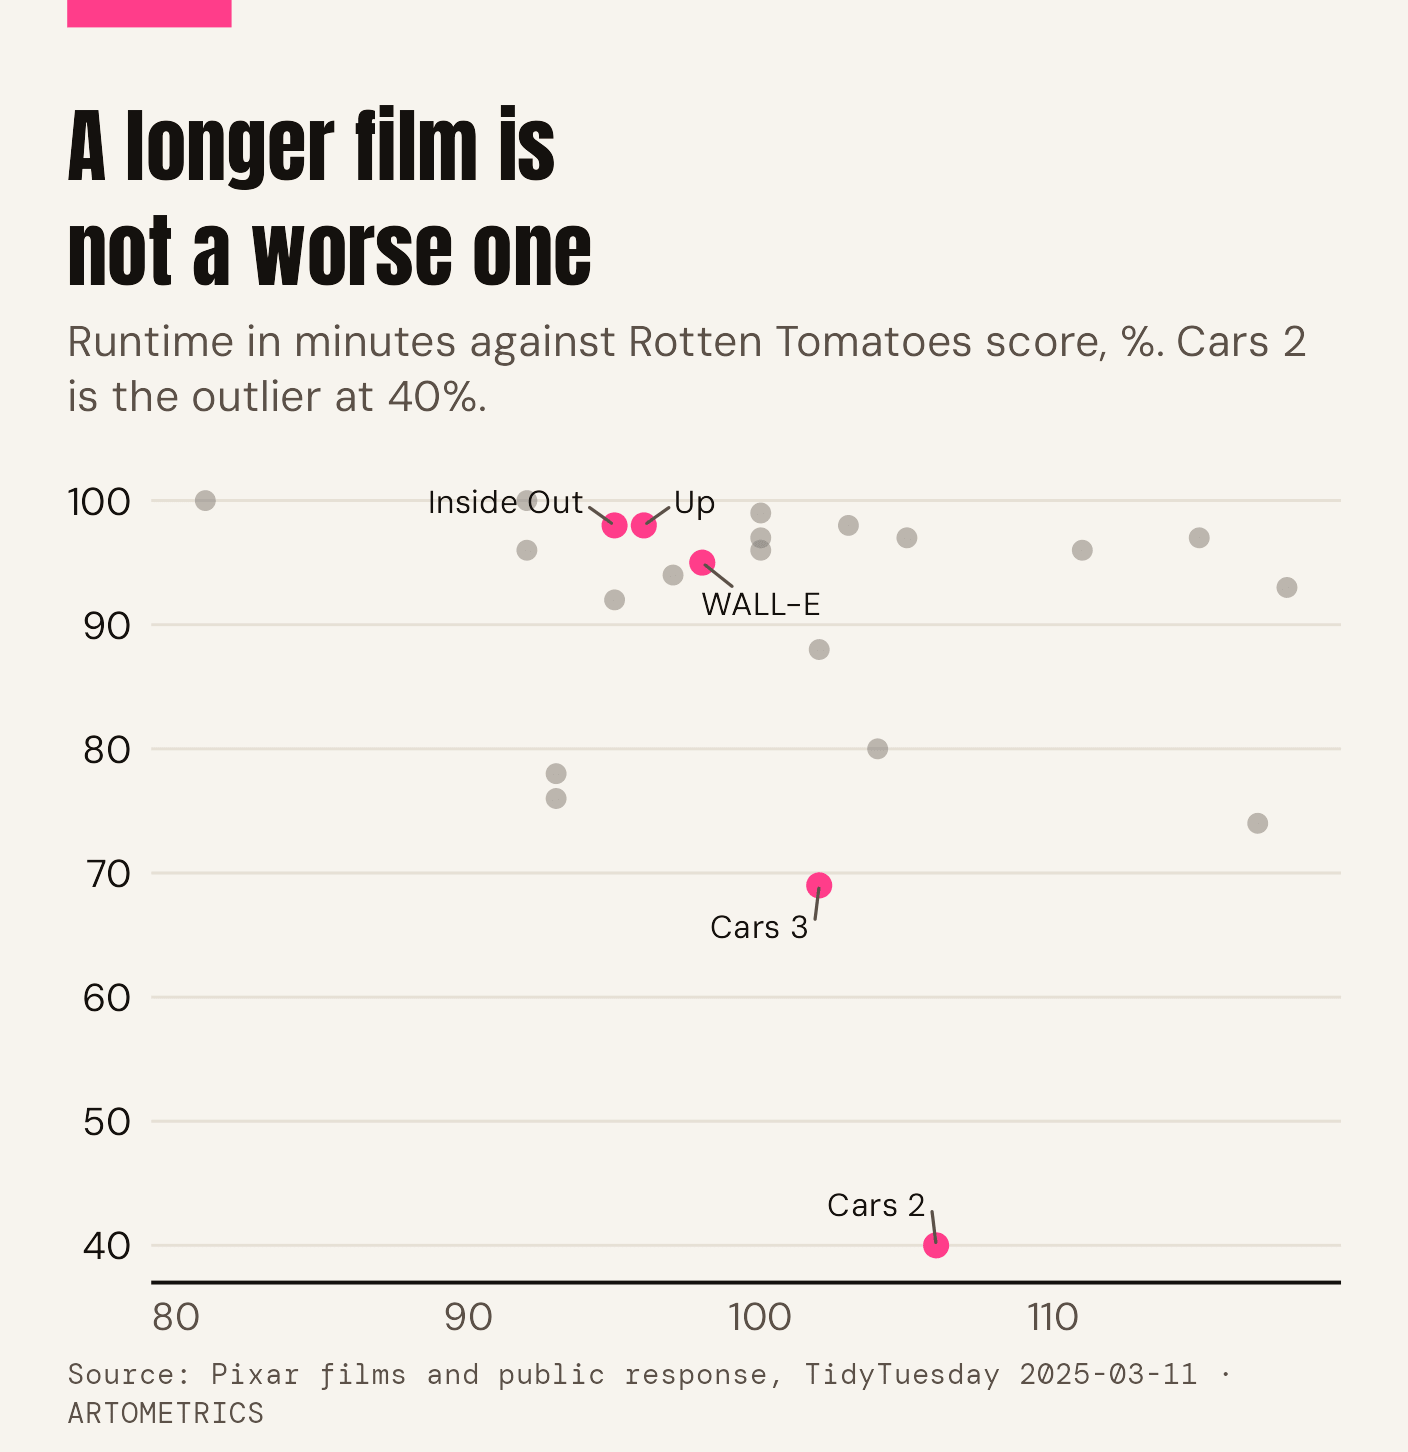 A longer film is
not a worse one
Runtime in minutes against Rotten Tomatoes score, %. Cars 2
is the outlier at 40%.
100
Inside Out
Up
WALL-E
90
80
70
Cars 3
60
50
Cars 2
40
80 90 100 110
Source: Pixar films and public response, TidyTuesday 2025-03-11 ·
ARTOMETRICS